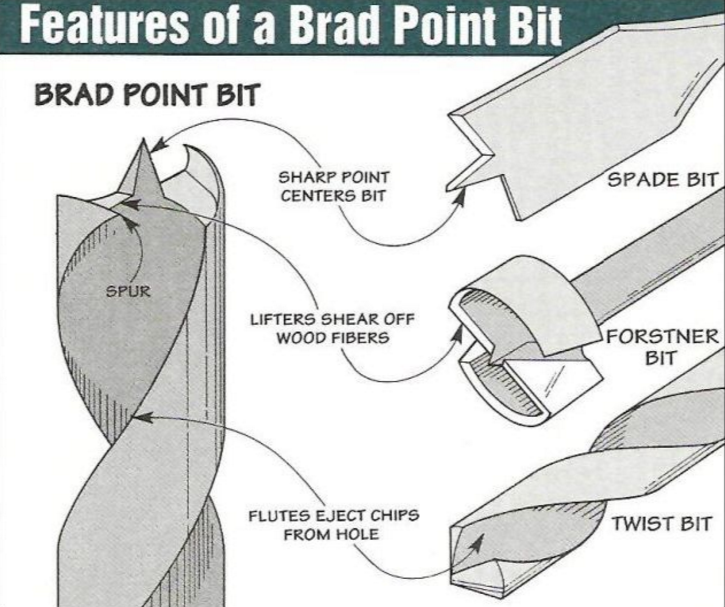 Features of a Brad Point Bit
BRAD POINT BIT
SHARP POINT
CENTERS BIT
SPADE BIT
SPUR
LIFTERS SHEAR OFF
WOOD FIBERS
FORSTNER
BIT
FLUTES EJECT CHIPS
FROM HOLE
TWIST BIT